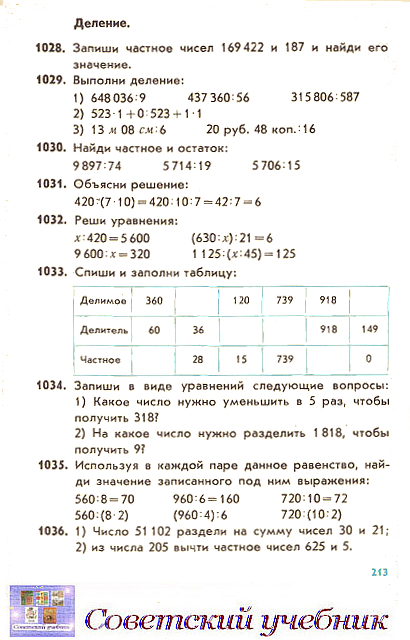 Деление.
1028. Запиши частное чисел 169 422 и 187 и найди его
значение.
1029. Выполни деление:
1) 648 036:9 437 360:56 315 806:587
2) 523·1+0:523+1·1
3) 13 м 08 см:6 20 руб. 48 коп.:16
1030. Найди частное и остаток:
9 897:74 5 714:19 5 706:15
1031. Объясни решение:
420:(7·10)=420:10:7=42:7=6
1032. Реши уравнения:
x:420=5 600 (630:x):21=6
9 600:x=320 1 125:(x:45)=125
1033. Спиши и заполни таблицу:
Делимое 360 120 739 918
Делитель 60 36 918 149
Частное 28 15 739 0
1034. Запиши в виде уравнений следующие вопросы:
1) Какое число нужно уменьшить в 5 раз, чтобы
получить 318?
2) На какое число нужно разделить 1 818, чтобы
получить 9?
1035. Используя в каждой паре данное равенство, най-
ди значение записанного под ним выражения:
560:8=70 960:6=160 720:10=72
560:(8·2) (960:4):6 720:(10:2)
1036. 1) Число 51 102 раздели на сумму чисел 30 и 21;
2) из числа 205 вычти частное чисел 625 и 5.
213
Советский учебник
Советский учебник